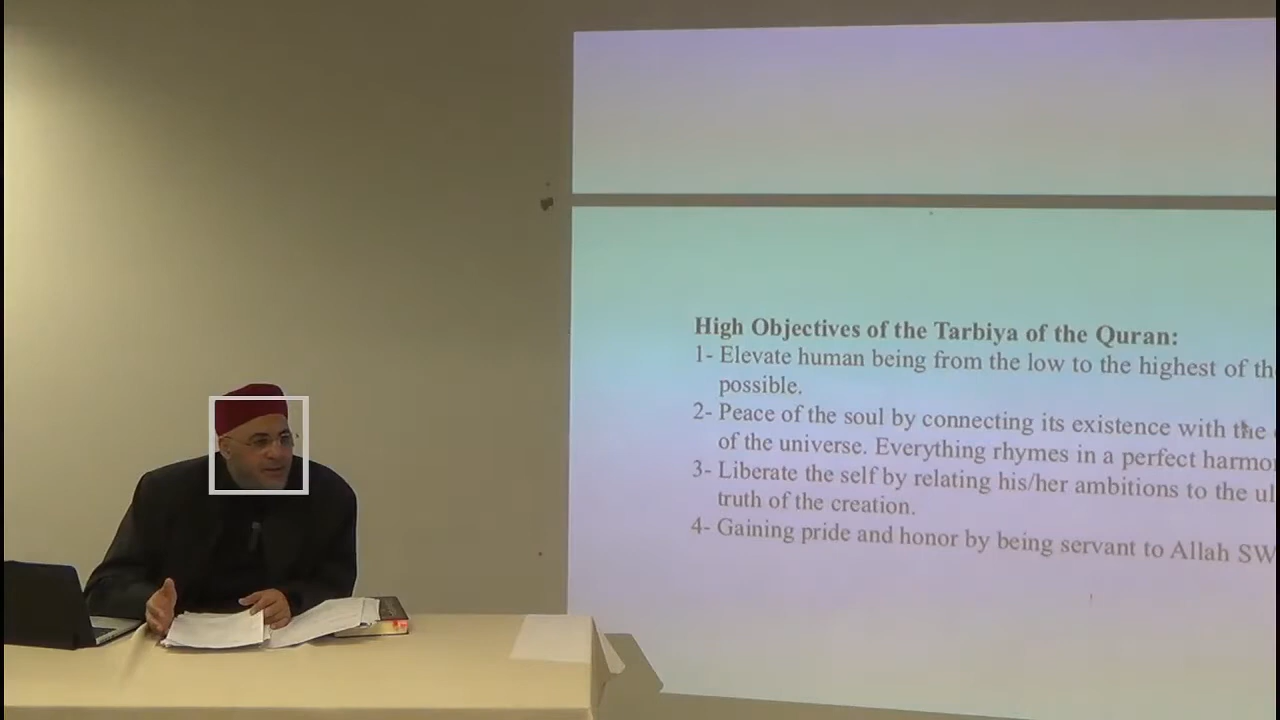 High Objectives of the Tarbiya of the Quran:
1- Elevate human being from the low to the highest of
possible.
2- Peace of the soul by connecting its existence with the
of the universe. Everything rhymes in a perfect
3- Liberate the self by relating his/her ambitions to the
truth of the creation.
4- Gaining pride and honor by being servant to Allah SW